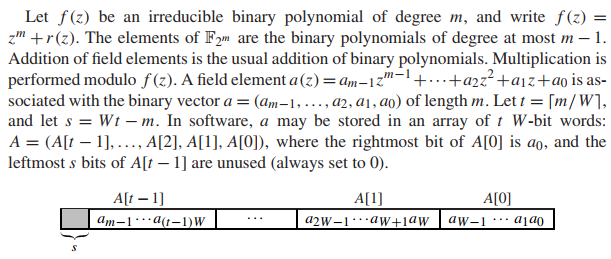 Let f(z) be an irreducible binary polynomial of degree m, and write f(z) =
z^m + r(z). The elements of 𝔽_{2^m} are the binary polynomials of degree at most m − 1.
Addition of field elements is the usual addition of binary polynomials. Multiplication is
performed modulo f(z). A field element a(z) = a_{m−1}z^{m−1} + ··· + a_2z^2 + a_1z + a_0 is as-
sociated with the binary vector a = (a_{m−1}, ..., a_2, a_1, a_0) of length m. Let t = ⌈m/W⌉,
and let s = Wt − m. In software, a may be stored in an array of t W-bit words:
A = (A[t − 1], ..., A[2], A[1], A[0]), where the rightmost bit of A[0] is a_0, and the
leftmost s bits of A[t − 1] are unused (always set to 0).
A[t − 1] A[1] A[0]
a_{m−1} ··· a_{(t−1)W} ··· a_{2W−1} ··· a_{W+1}a_W a_{W−1} ··· a_1a_0
s